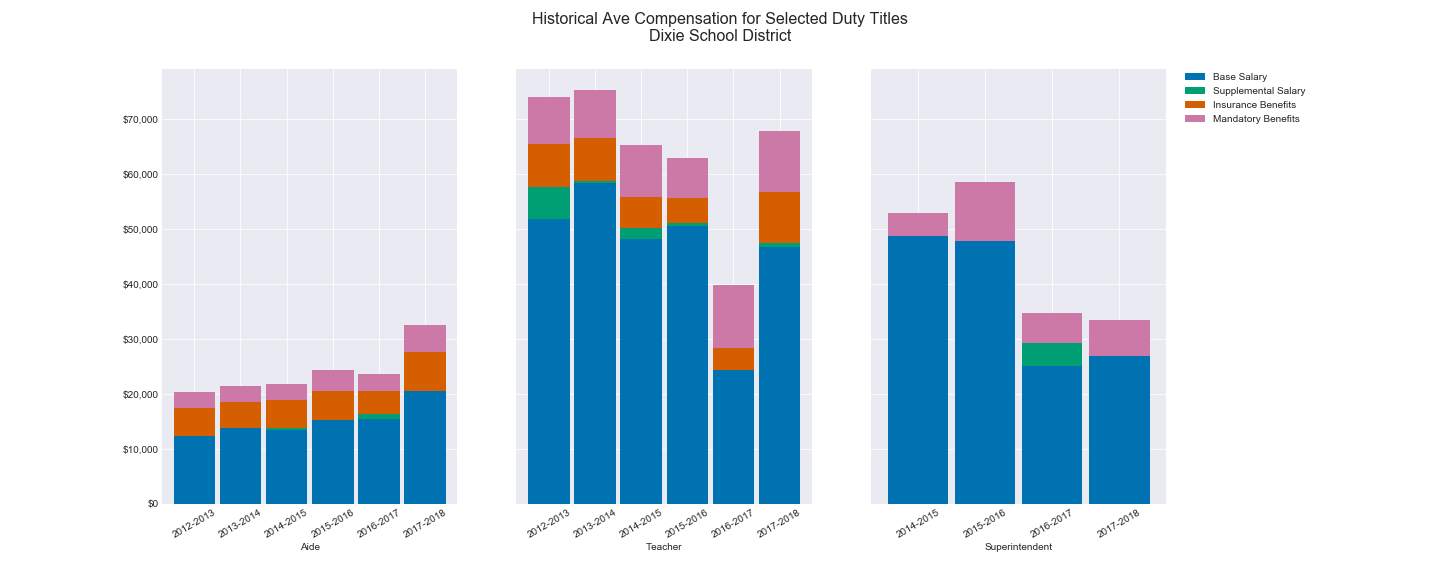 Historical Ave Compensation for Selected Duty Titles
Dixie School District
Base Salary
Supplemental Salary
Insurance Benefits
Mandatory Benefits
$70,000
$60,000
$50,000
$40,000
$30,000
$20,000
$10,000
$0
2012-2013
2013-2014
2014-2015
2015-2016
2016-2017
2017-2018
Aide
2012-2013
2013-2014
2014-2015
2015-2016
2016-2017
2017-2018
Teacher
2014-2015
2015-2016
2016-2017
2017-2018
Superintendent